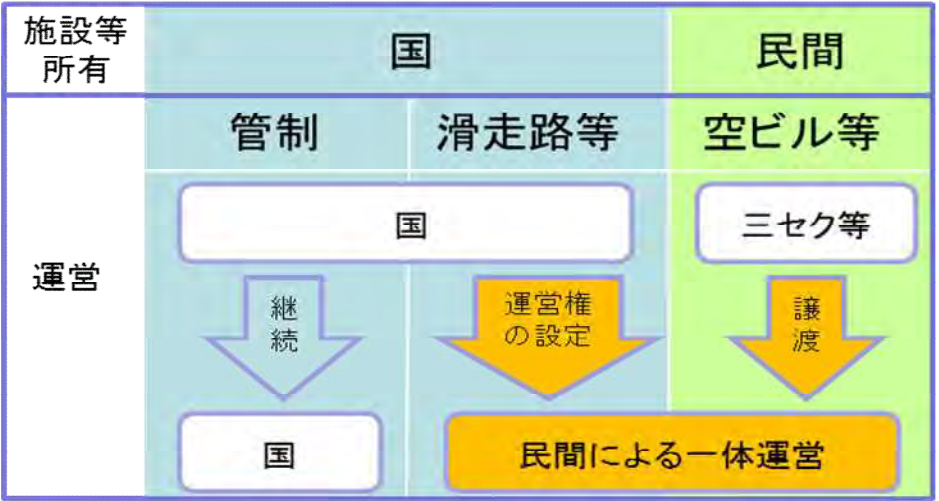 施設等
所有
国
民間
管制
滑走路等
空ビル等
運営
国
三セク等
継
続
運営権
の設定
譲
渡
国
民間による一体運営